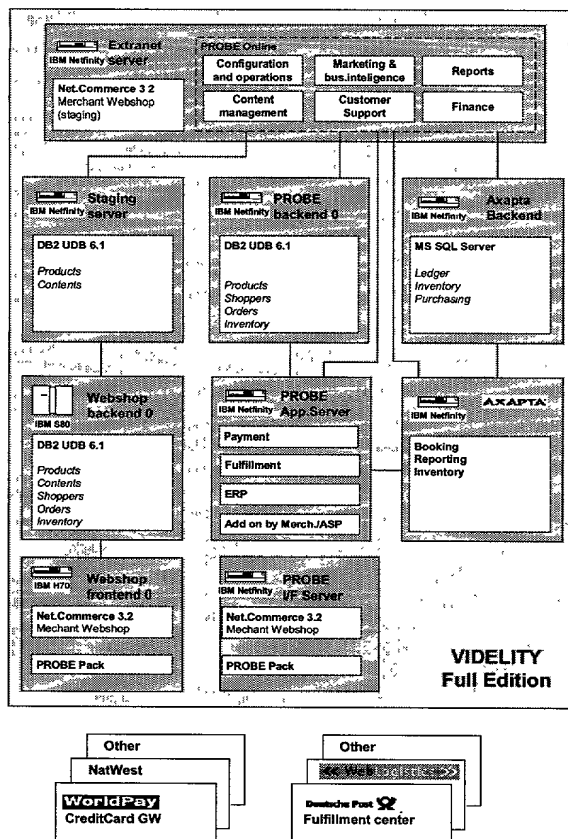 Extranet
server
IBM Netfinity
Net.Commerce 3 2
Merchant Webshop
(staging)
PROBE Online
Configuration
and operations
Marketing &
bus.inteligence
Reports
Content
management
Customer
Support
Finance
Staging
server
IBM Netfinity
DB2 UDB 6.1
Products
Contents
PROBE
backend 0
IBM Netfinity
DB2 UDB 6.1
Products
Shoppers
Orders
Inventory
Axapta
Backend
IBM Netfinity
MS SQL Server
Ledger
Inventory
Purchasing
Webshop
backend 0
IBM S80
DB2 UDB 6.1
Products
Contents
Shoppers
Orders
Inventory
PROBE
App.Server
IBM Netfinity
Payment
Fulfillment
ERP
Add on by Merch./ASP
AXAPTA
IBM Netfinity
Booking
Reporting
Inventory
Webshop
frontend 0
IBM H70
Net.Commerce 3.2
Mechant Webshop
PROBE Pack
PROBE
I/F Server
IBM Netfinity
Net.Commerce 3.2
Mechant Webshop
PROBE Pack
VIDELITY
Full Edition
Other
NatWest
WorldPay
CreditCard GW
Other
<< WebLogistics >>
Deutsche Post
Fulfillment center